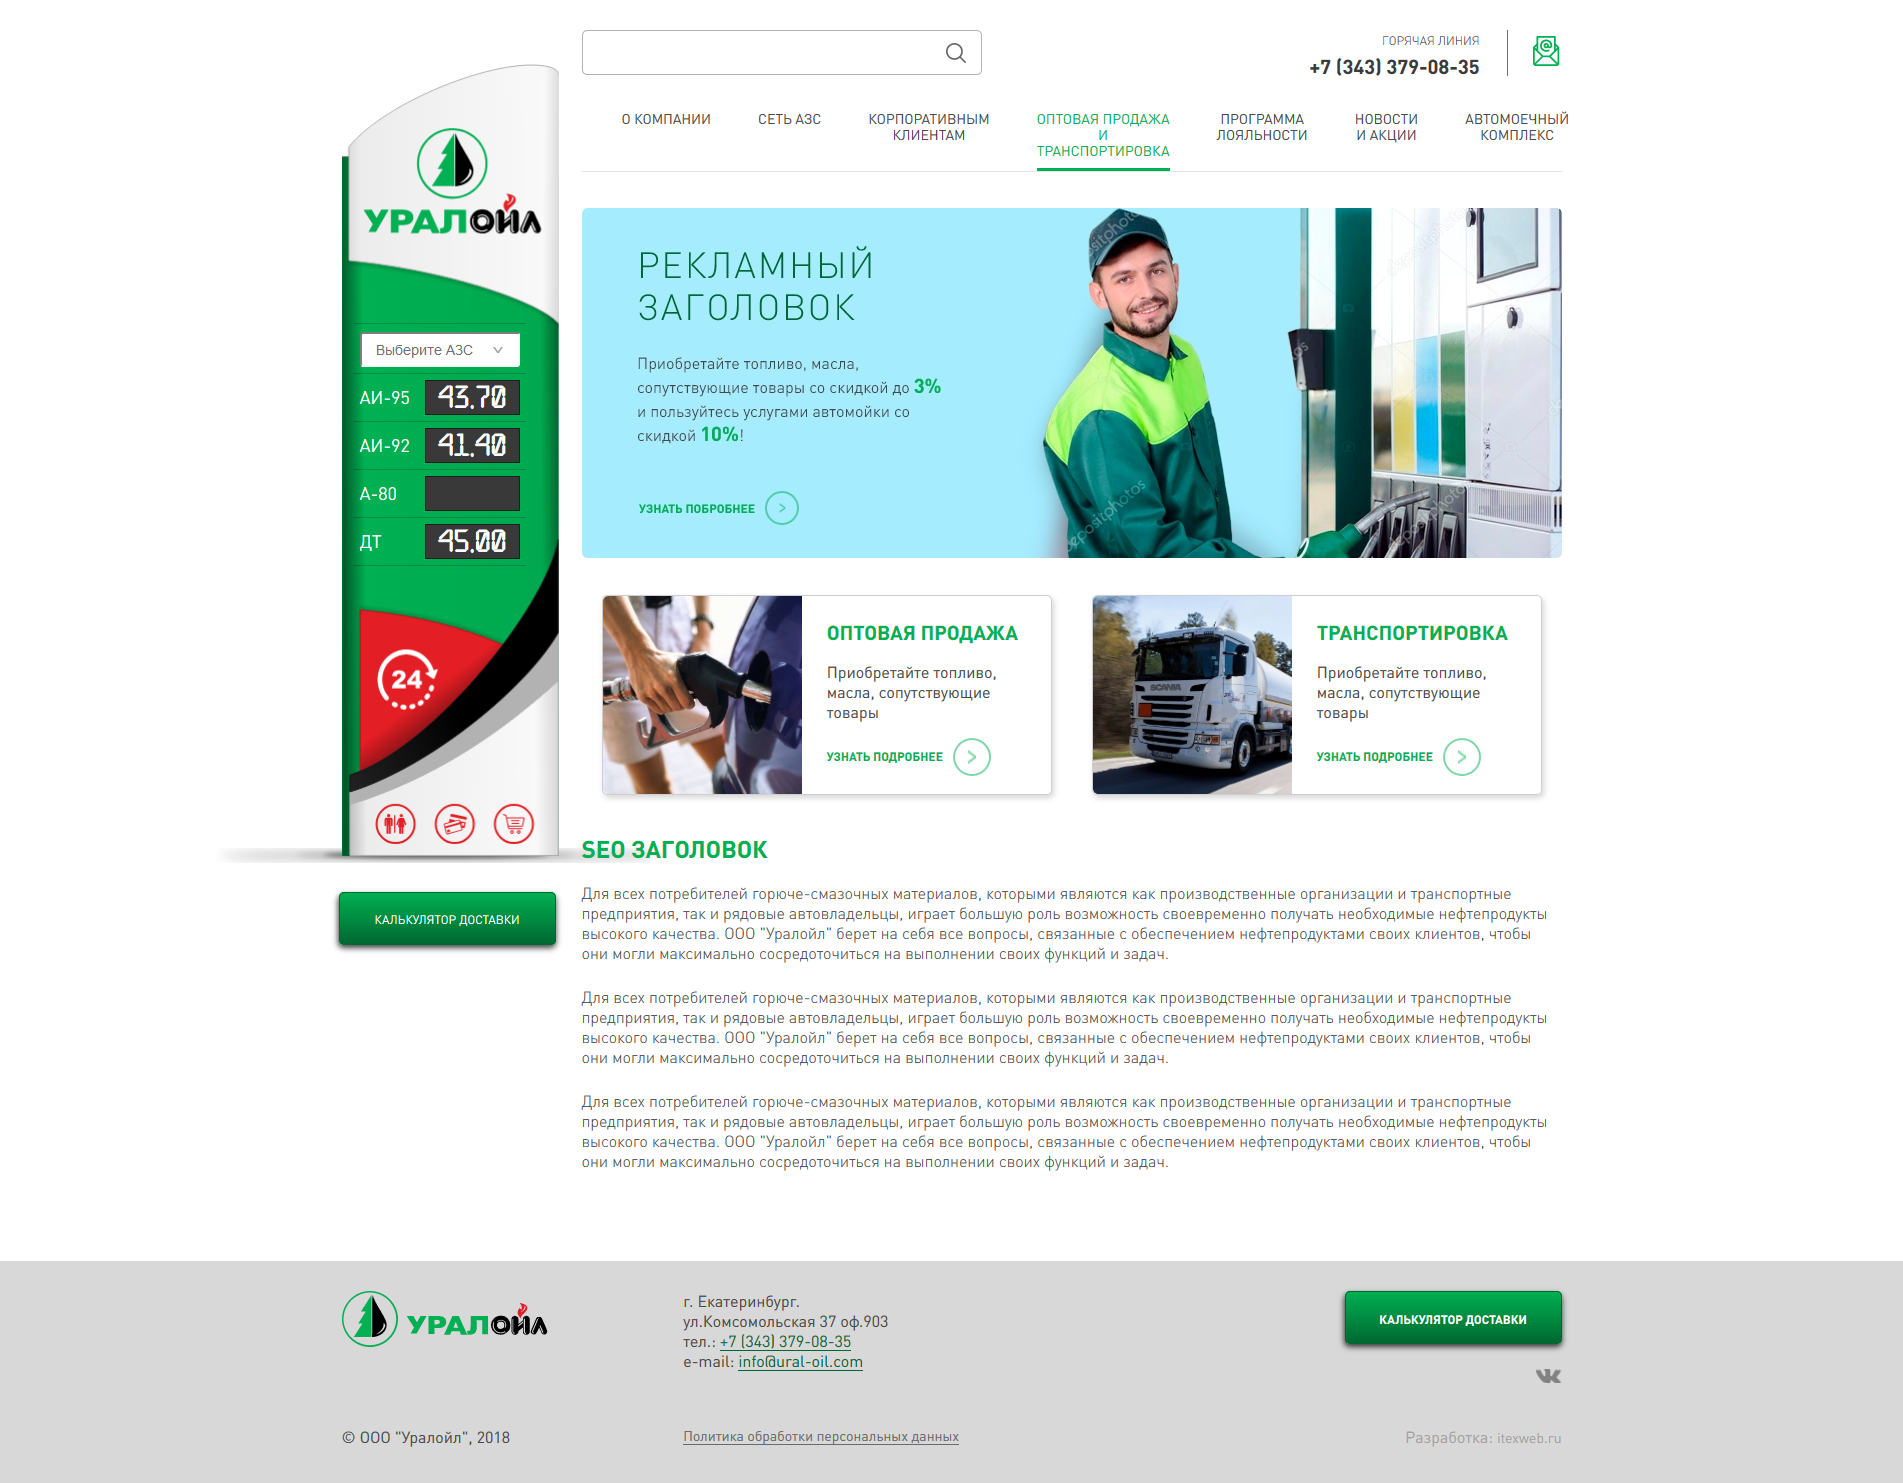 ГОРЯЧАЯ ЛИНИЯ
+7 (343) 379-08-35
О КОМПАНИИ
СЕТЬ АЗС
КОРПОРАТИВНЫМ
КЛИЕНТАМ
ОПТОВАЯ ПРОДАЖА
И
ТРАНСПОРТИРОВКА
ПРОГРАММА
ЛОЯЛЬНОСТИ
НОВОСТИ
И АКЦИИ
АВТОМОЕЧНЫЙ
КОМПЛЕКС
УРАЛОЙЛ
Выберите АЗС
АИ-95 43.70
АИ-92 41.40
А-80
ДТ 45.00
24
РЕКЛАМНЫЙ
ЗАГОЛОВОК
Приобретайте топливо, масла,
сопутствующие товары со скидкой до 3%
и пользуйтесь услугами автомойки со
скидкой 10%!
УЗНАТЬ ПОБРОБНЕЕ
depositphotos
depositphotos
depositphotos
depositphotos
ОПТОВАЯ ПРОДАЖА
Приобретайте топливо,
масла, сопутствующие
товары
УЗНАТЬ ПОДРОБНЕЕ
SCANIA
ТРАНСПОРТИРОВКА
Приобретайте топливо,
масла, сопутствующие
товары
УЗНАТЬ ПОДРОБНЕЕ
SEO ЗАГОЛОВОК
КАЛЬКУЛЯТОР ДОСТАВКИ
Для всех потребителей горюче-смазочных материалов, которыми являются как производственные организации и транспортные
предприятия, так и рядовые автовладельцы, играет большую роль возможность своевременно получать необходимые нефтепродукты
высокого качества. ООО "Уралойл" берет на себя все вопросы, связанные с обеспечением нефтепродуктами своих клиентов, чтобы
они могли максимально сосредоточиться на выполнении своих функций и задач.
Для всех потребителей горюче-смазочных материалов, которыми являются как производственные организации и транспортные
предприятия, так и рядовые автовладельцы, играет большую роль возможность своевременно получать необходимые нефтепродукты
высокого качества. ООО "Уралойл" берет на себя все вопросы, связанные с обеспечением нефтепродуктами своих клиентов, чтобы
они могли максимально сосредоточиться на выполнении своих функций и задач.
Для всех потребителей горюче-смазочных материалов, которыми являются как производственные организации и транспортные
предприятия, так и рядовые автовладельцы, играет большую роль возможность своевременно получать необходимые нефтепродукты
высокого качества. ООО "Уралойл" берет на себя все вопросы, связанные с обеспечением нефтепродуктами своих клиентов, чтобы
они могли максимально сосредоточиться на выполнении своих функций и задач.
УРАЛОЙЛ
г. Екатеринбург.
ул.Комсомольская 37 оф.903
тел.: +7 (343) 379-08-35
e-mail: info@ural-oil.com
КАЛЬКУЛЯТОР ДОСТАВКИ
© ООО "Уралойл", 2018
Политика обработки персональных данных
Разработка: itexweb.ru